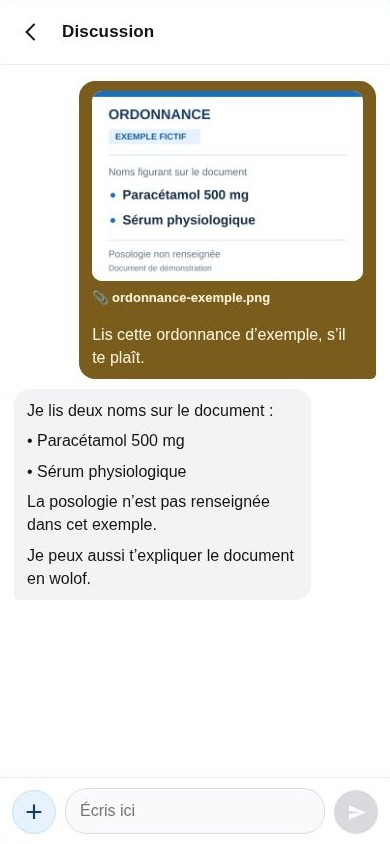 Discussion
ORDONNANCE
EXEMPLE FICTIF
Noms figurant sur le document
• Paracétamol 500 mg
• Sérum physiologique
Posologie non renseignée
Document de démonstration
📎 ordonnance-exemple.png
Lis cette ordonnance d’exemple, s’il
te plaît.
Je lis deux noms sur le document :
• Paracétamol 500 mg
• Sérum physiologique
La posologie n’est pas renseignée
dans cet exemple.
Je peux aussi t’expliquer le document
en wolof.
Écris ici